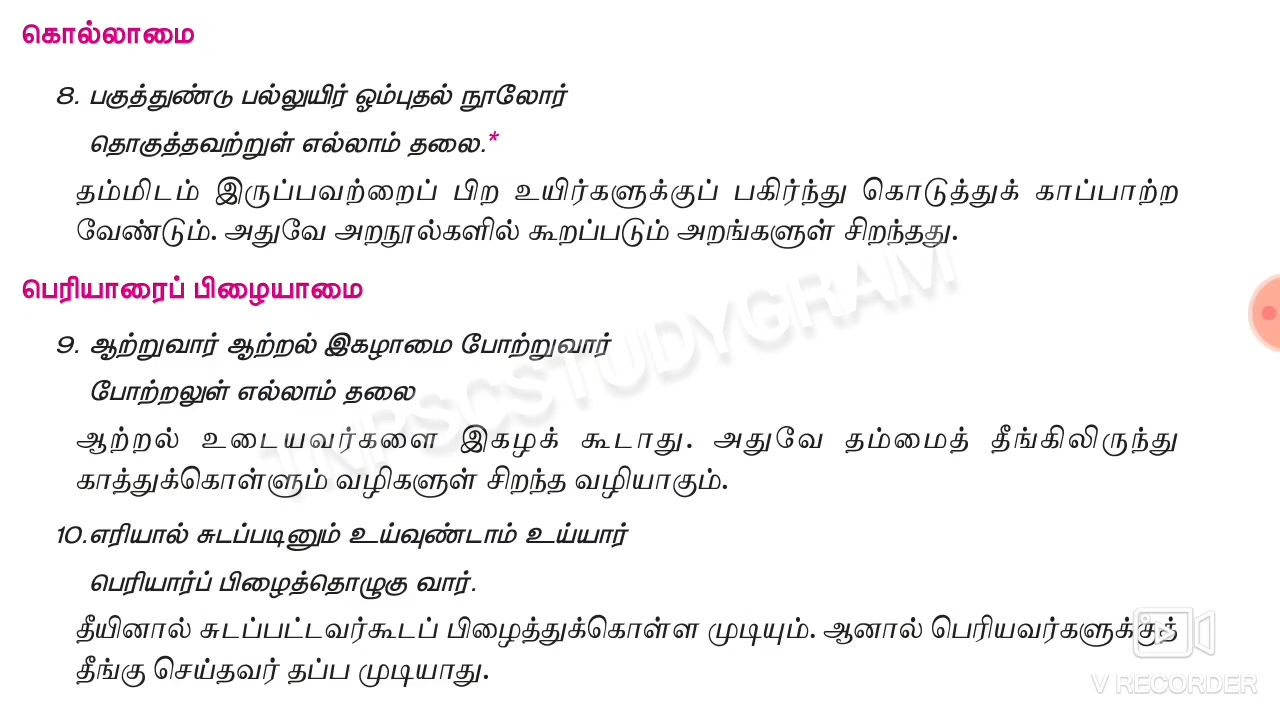 கொல்லாமை
8. பகுத்துண்டு பல்லுயிர் ஓம்புதல் நூலோர்
தொகுத்தவற்றுள் எல்லாம் தலை.*
தம்மிடம் இருப்பவற்றைப் பிற உயிர்களுக்குப் பகிர்ந்து கொடுத்துக் காப்பாற்ற
வேண்டும். அதுவே அறநூல்களில் கூறப்படும் அறங்களுள் சிறந்தது.
பெரியாரைப் பிழையாமை
9. ஆற்றுவார் ஆற்றல் இகழாமை போற்றுவார்
போற்றலுள் எல்லாம் தலை
ஆற்றல் உடையவர்களை இகழக் கூடாது. அதுவே தம்மைத் தீங்கிலிருந்து
காத்துக்கொள்ளும் வழிகளுள் சிறந்த வழியாகும்.
TNPSCSTUDYGRAM
10.எரியால் சுடப்படினும் உய்வுண்டாம் உய்யார்
பெரியார்ப் பிழைத்தொழுகு வார்.
தீயினால் சுடப்பட்டவர்கூடப் பிழைத்துக்கொள்ள முடியும். ஆனால் பெரியவர்களுக்குத்
தீங்கு செய்தவர் தப்ப முடியாது.
V RECORDER